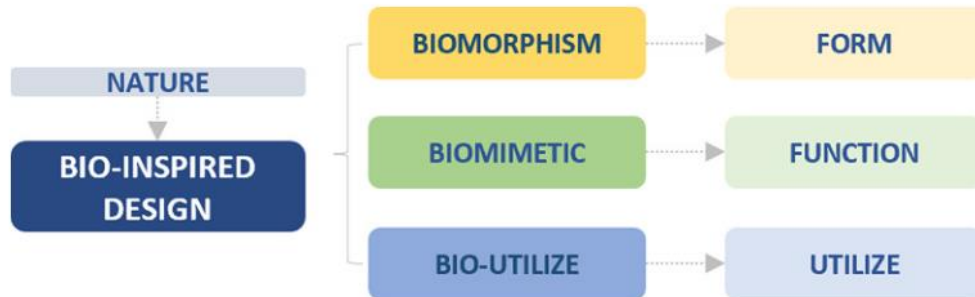 NATURE
BIO-INSPIRED
DESIGN
BIOMORPHISM
FORM
BIOMIMETIC
FUNCTION
BIO-UTILIZE
UTILIZE